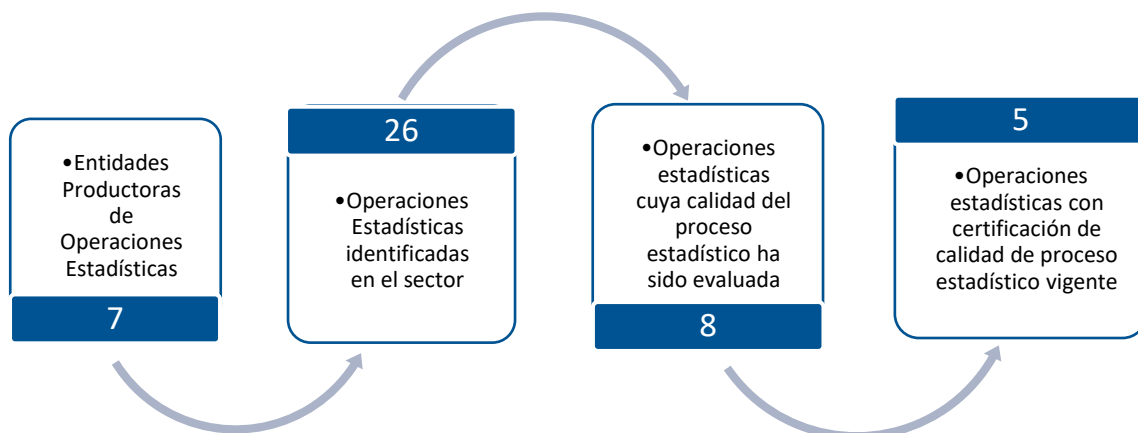 •Entidades
Productoras
de
Operaciones
Estadísticas
7
26
•Operaciones
Estadísticas
identificadas
en el sector
•Operaciones
estadísticas
cuya calidad del
proceso
estadístico ha
sido evaluada
8
5
•Operaciones
estadísticas con
certificación de
calidad de proceso
estadístico vigente